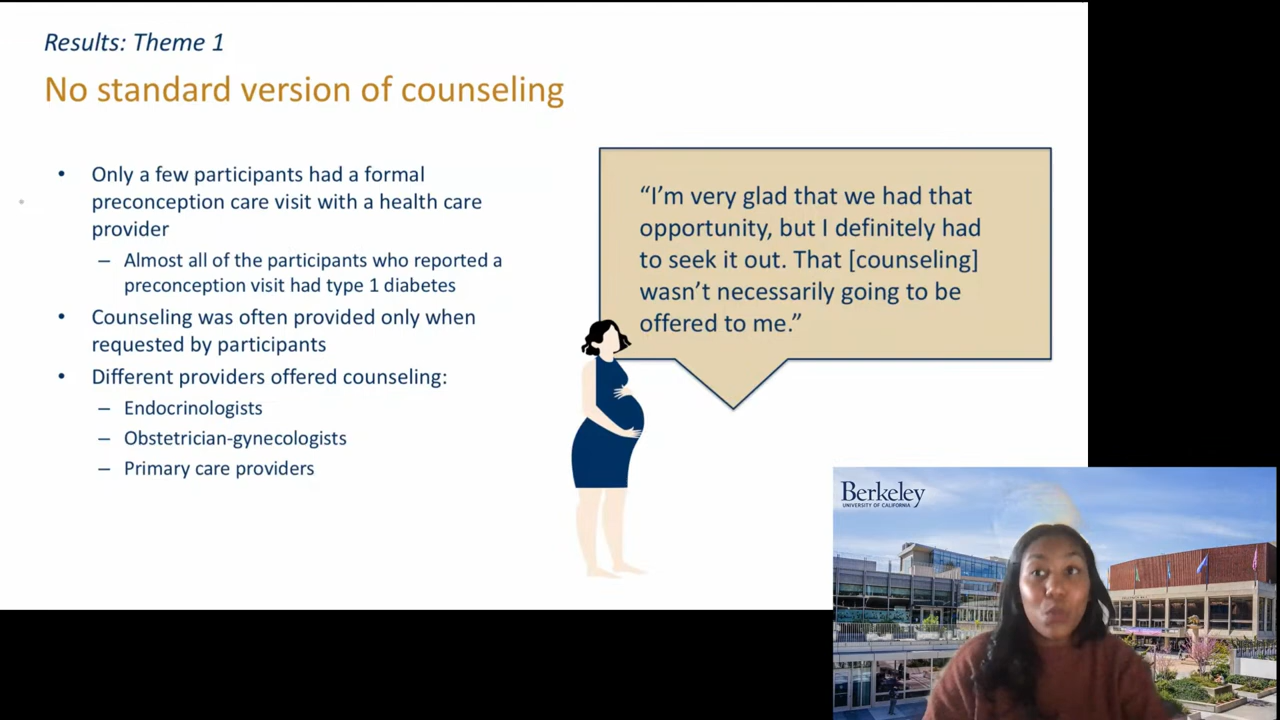 Results: Theme 1
No standard version of counseling
• Only a few participants had a formal
preconception care visit with a health care
provider
– Almost all of the participants who reported a
preconception visit had type 1 diabetes
• Counseling was often provided only when
requested by participants
• Different providers offered counseling:
– Endocrinologists
– Obstetrician-gynecologists
– Primary care providers
“I’m very glad that we had that
opportunity, but I definitely had
to seek it out. That [counseling]
wasn’t necessarily going to be
offered to me.”
Berkeley
UNIVERSITY OF CALIFORNIA